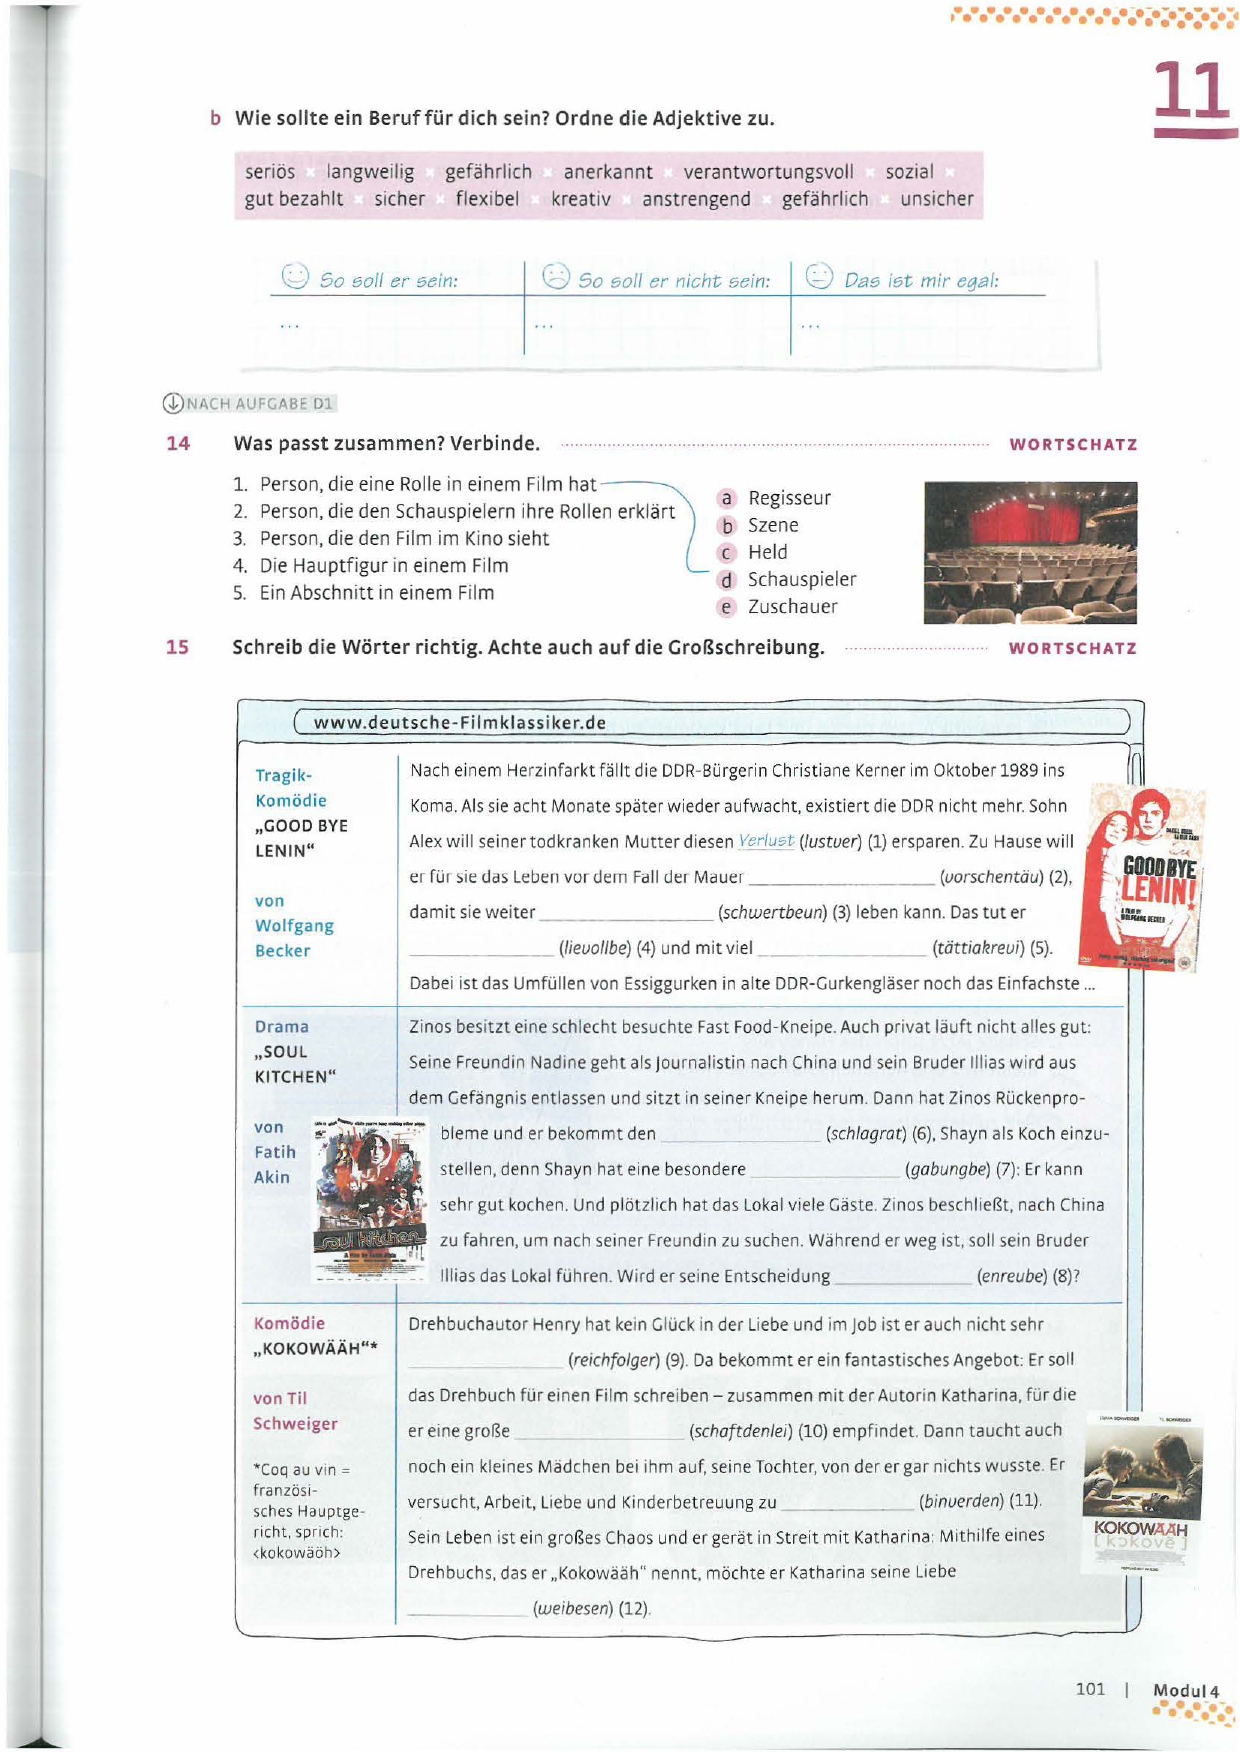 11
b Wie sollte ein Beruf für dich sein? Ordne die Adjektive zu.
seriös × langweilig × gefährlich × anerkannt × verantwortungsvoll × sozial ×
gut bezahlt × sicher × flexibel × kreativ × anstrengend × gefährlich × unsicher
So soll er sein: So soll er nicht sein: Das ist mir egal:
... ... ...
NACH AUFGABE D1
14 Was passt zusammen? Verbinde. WORTSCHATZ
1. Person, die eine Rolle in einem Film hat
2. Person, die den Schauspielern ihre Rollen erklärt
3. Person, die den Film im Kino sieht
4. Die Hauptfigur in einem Film
5. Ein Abschnitt in einem Film
a Regisseur
b Szene
c Held
d Schauspieler
e Zuschauer
15 Schreib die Wörter richtig. Achte auch auf die Großschreibung. WORTSCHATZ
www.deutsche-Filmklassiker.de
Tragik-
Komödie
„GOOD BYE
LENIN“
von
Wolfgang
Becker
Nach einem Herzinfarkt fällt die DDR-Bürgerin Christiane Kerner im Oktober 1989 ins
Koma. Als sie acht Monate später wieder aufwacht, existiert die DDR nicht mehr. Sohn
Alex will seiner todkranken Mutter diesen Verlust (lustver) (1) ersparen. Zu Hause will
er für sie das Leben vor dem Fall der Mauer ____ (vorschentäu) (2),
damit sie weiter ____ (schwertbeun) (3) leben kann. Das tut er
____ (lievollbe) (4) und mit viel ____ (tättiakrevi) (5).
Dabei ist das Umfüllen von Essiggurken in alte DDR-Gurkengläser noch das Einfachste ...
GOOD BYE
LENIN!
Drama
„SOUL
KITCHEN“
von
Fatih
Akin
Zinos besitzt eine schlecht besuchte Fast Food-Kneipe. Auch privat läuft nicht alles gut:
Seine Freundin Nadine geht als Journalistin nach China und sein Bruder Illias wird aus
dem Gefängnis entlassen und sitzt in seiner Kneipe herum. Dann hat Zinos Rückenpro-
bleme und er bekommt den ____ (schlagrat) (6), Shayn als Koch einzu-
stellen, denn Shayn hat eine besondere ____ (gabungbe) (7): Er kann
sehr gut kochen. Und plötzlich hat das Lokal viele Gäste. Zinos beschließt, nach China
zu fahren, um nach seiner Freundin zu suchen. Während er weg ist, soll sein Bruder
Illias das Lokal führen. Wird er seine Entscheidung ____ (enreube) (8)?
soul kitchen
Komödie
„KOKOWÄÄH“*
von Til
Schweiger
*Coq au vin =
französi-
sches Hauptge-
richt, sprich:
‹kokowäöh›
Drehbuchautor Henry hat kein Glück in der Liebe und im Job ist er auch nicht sehr
____ (reichfolger) (9). Da bekommt er ein fantastisches Angebot: Er soll
das Drehbuch für einen Film schreiben – zusammen mit der Autorin Katharina, für die
er eine große ____ (schaftdenlei) (10) empfindet. Dann taucht auch
noch ein kleines Mädchen bei ihm auf, seine Tochter, von der er gar nichts wusste. Er
versucht, Arbeit, Liebe und Kinderbetreuung zu ____ (binverden) (11).
Sein Leben ist ein großes Chaos und er gerät in Streit mit Katharina: Mithilfe eines
Drehbuchs, das er „Kokowääh“ nennt, möchte er Katharina seine Liebe
____ (weibesen) (12).
KOKOWÄÄH
[kɔkovɛ̃]
101 | Modul 4